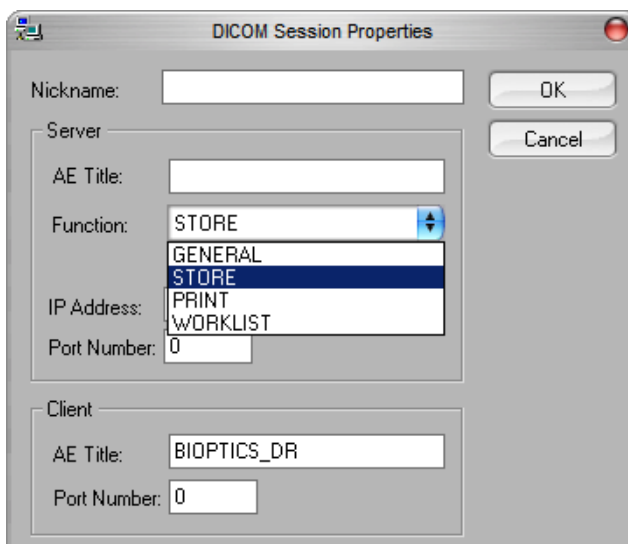 DICOM Session Properties
Nickname:
OK
Server
Cancel
AE Title:
Function: STORE
GENERAL
STORE
PRINT
WORKLIST
IP Address:
Port Number: 0
Client
AE Title: BIOPTICS_DR
Port Number: 0